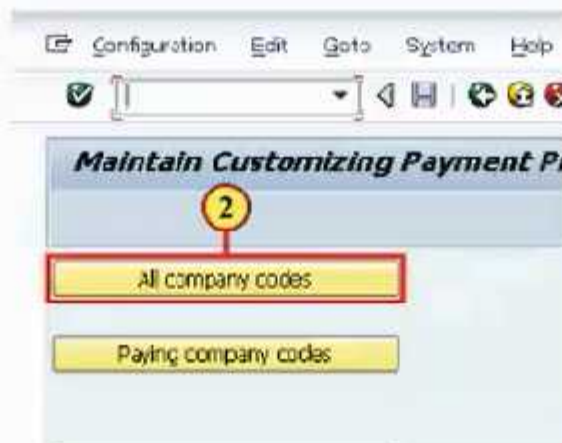 Configuration Edit Goto System Help
Maintain Customizing Payment Pr
2
All company codes
Paying company codes